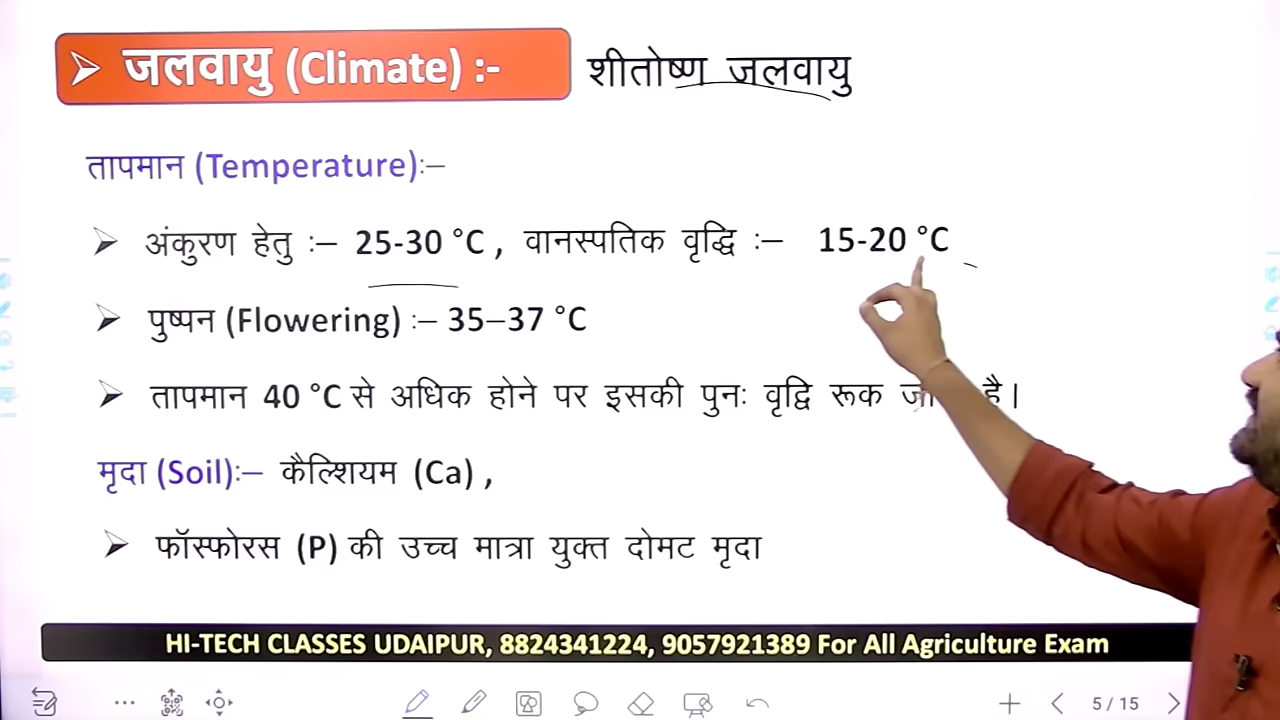 ➢ जलवायु (Climate) :- शीतोष्ण जलवायु
तापमान (Temperature):–
➢ अंकुरण हेतु :– 25-30 °C , वानस्पतिक वृद्धि :– 15-20 °C
➢ पुष्पन (Flowering) :– 35–37 °C
➢ तापमान 40 °C से अधिक होने पर इसकी पुनः वृद्वि रूक है।
मृदा (Soil):– कैल्शियम (Ca) ,
➢ फॉस्फोरस (P) की उच्च मात्रा युक्त दोमट मृदा
HI-TECH CLASSES UDAIPUR, 8824341224, 9057921389 For All Agriculture Exam
5 / 15